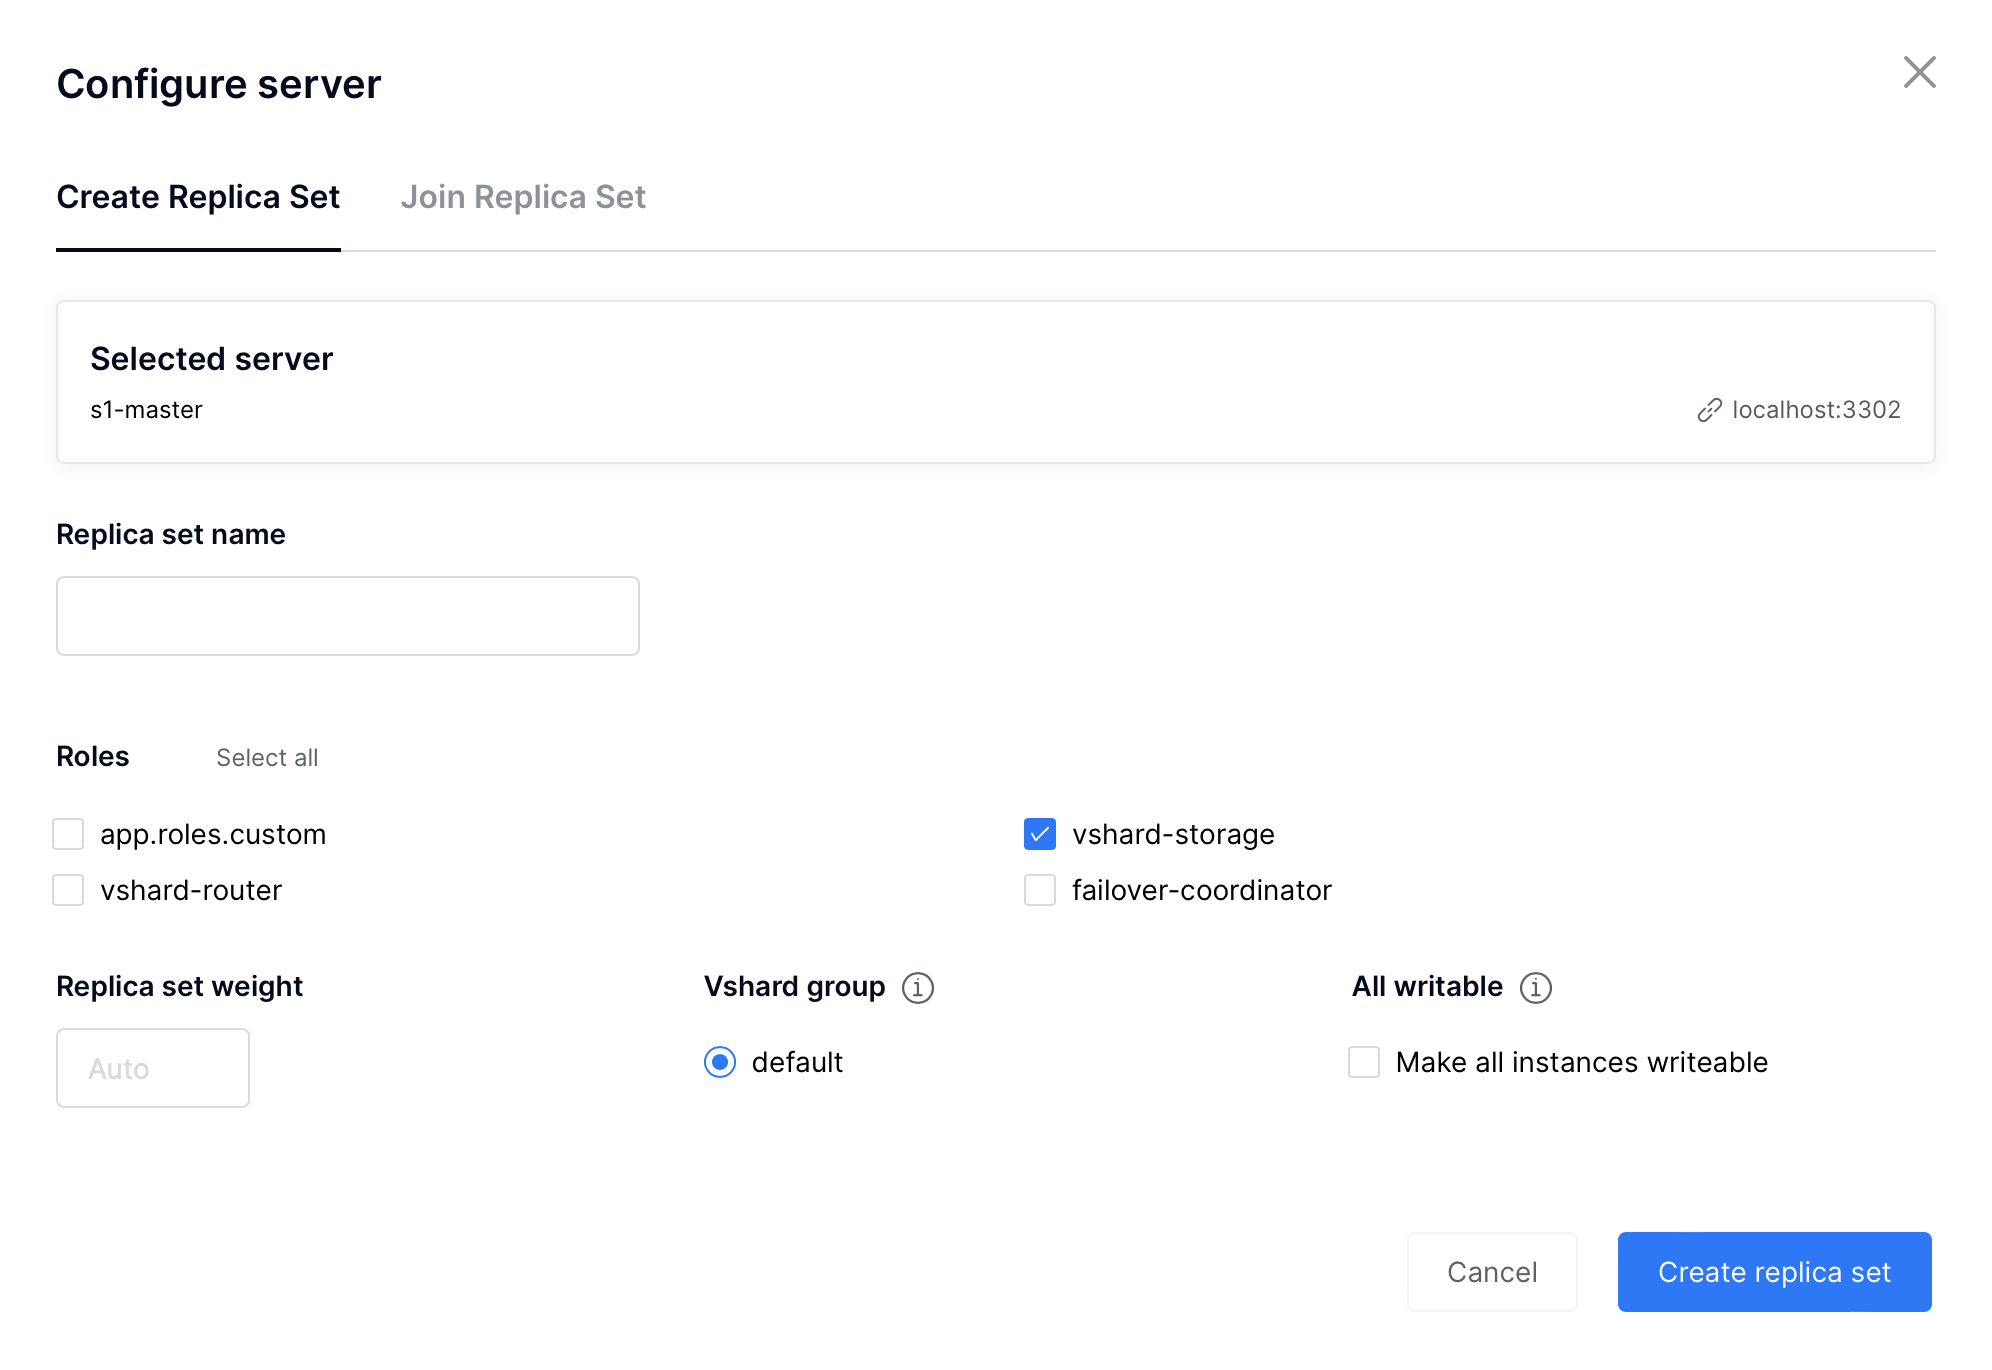 Configure server
Create Replica Set Join Replica Set
Selected server
s1-master localhost:3302
Replica set name
Roles Select all
app.roles.custom vshard-storage
vshard-router failover-coordinator
Replica set weight Vshard group All writable
Auto default Make all instances writeable
Cancel Create replica set